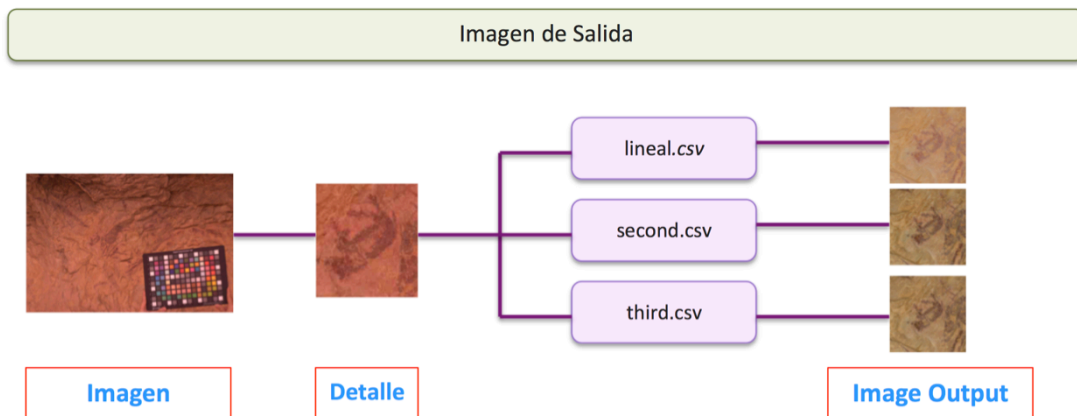 Imagen de Salida
lineal.csv
second.csv
third.csv
Imagen
Detalle
Image Output